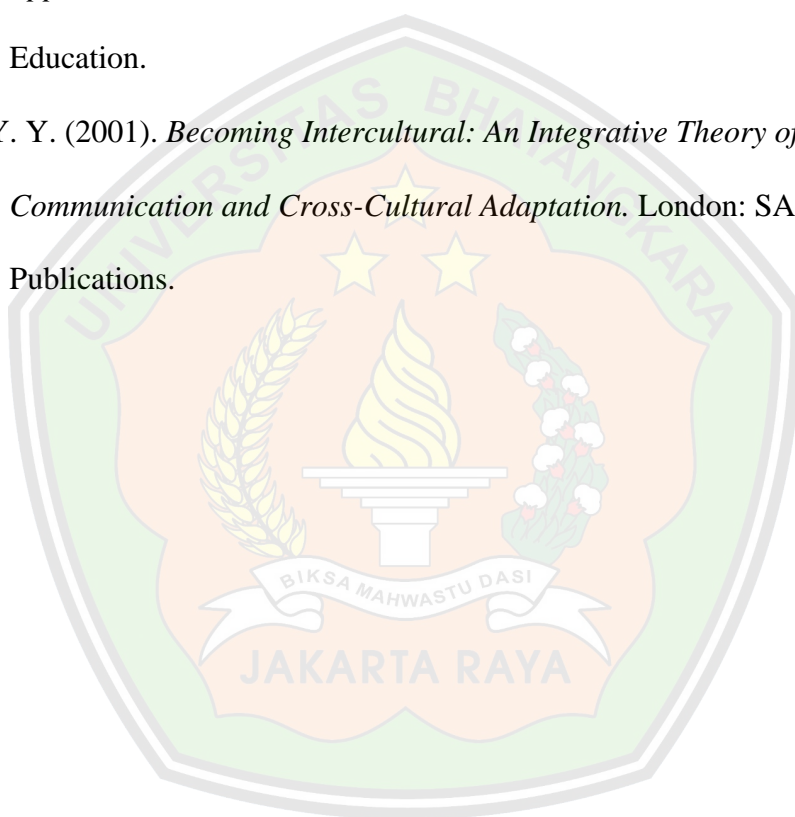 Education.
Y. Y. (2001). Becoming Intercultural: An Integrative Theory of
Communication and Cross-Cultural Adaptation. London: SA
Publications.
UNIVERSITAS BHAYANGKARA
BIKSA MAHWASTU DASI
JAKARTA RAYA